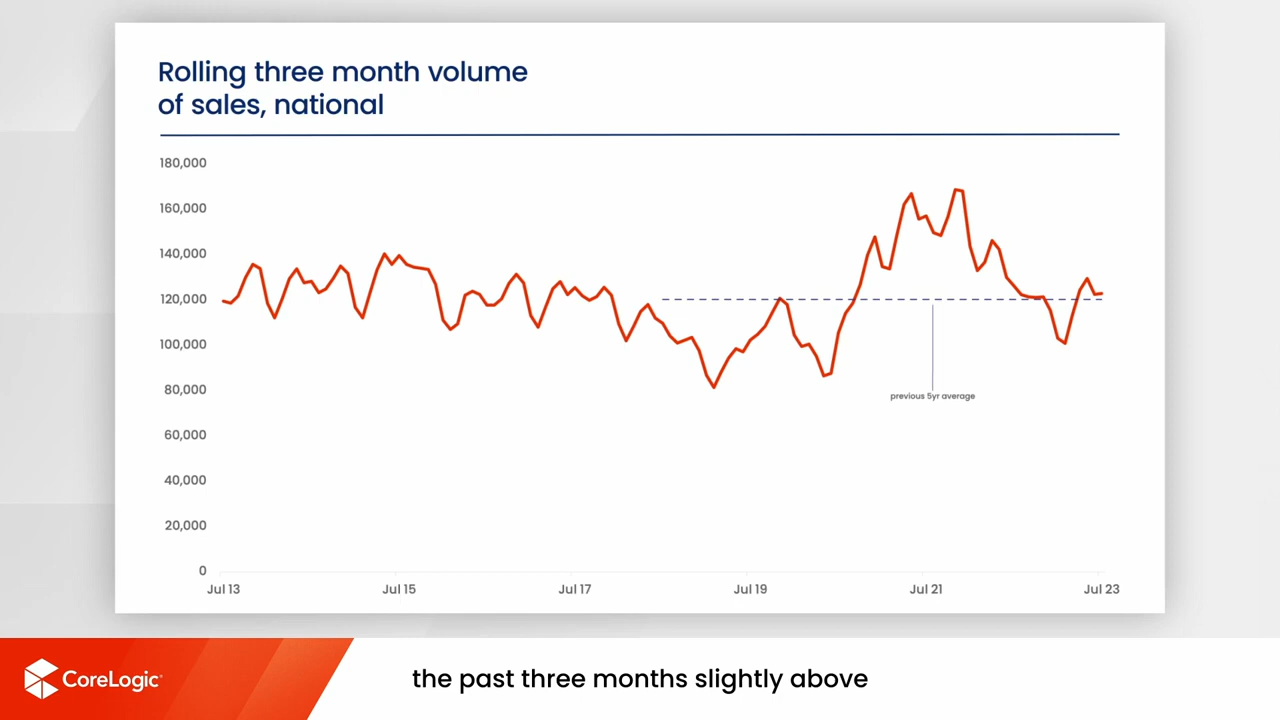 Rolling three month volume
of sales, national
180,000
160,000
140,000
120,000
100,000
80,000
60,000
40,000
20,000
0
previous 5yr average
Jul 13
Jul 15
Jul 17
Jul 19
Jul 21
Jul 23
CoreLogic
the past three months slightly above